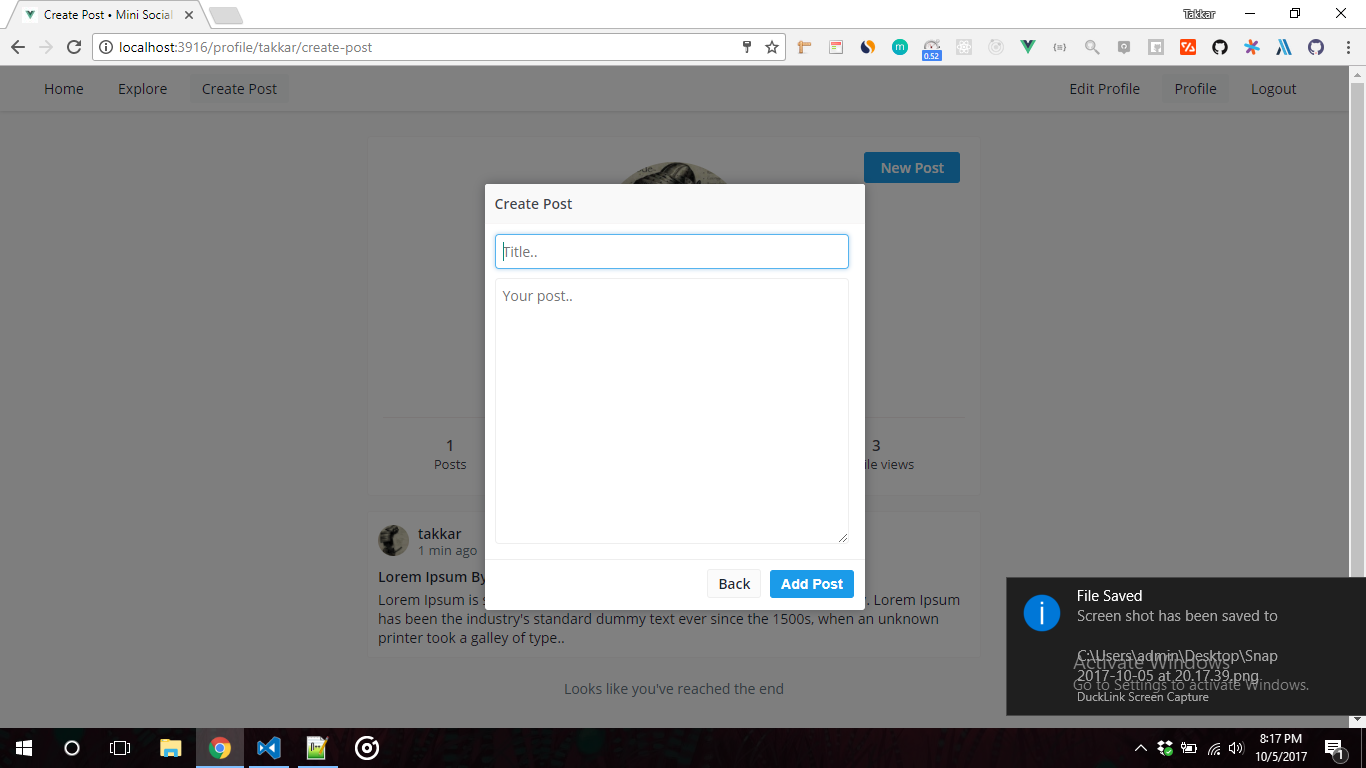 Create Post • Mini Social
Takkar
localhost:3916/profile/takkar/create-post
0.52
Home Explore Create Post Edit Profile Profile Logout
New Post
Create Post
Title..
Your post..
1
Posts
3
ile views
takkar
1 min ago
Lorem Ipsum By
Lorem Ipsum is . Lorem Ipsum
has been the industry's standard dummy text ever since the 1500s, when an unknown
printer took a galley of type..
Back Add Post
Looks like you've reached the end
File Saved
Screen shot has been saved to
C:\Users\admin\Desktop\Snap
2017-10-05 at 20.17.39.png
DuckLink Screen Capture
Activate Windows
Go to Settings to activate Windows.
8:17 PM
10/5/2017
1